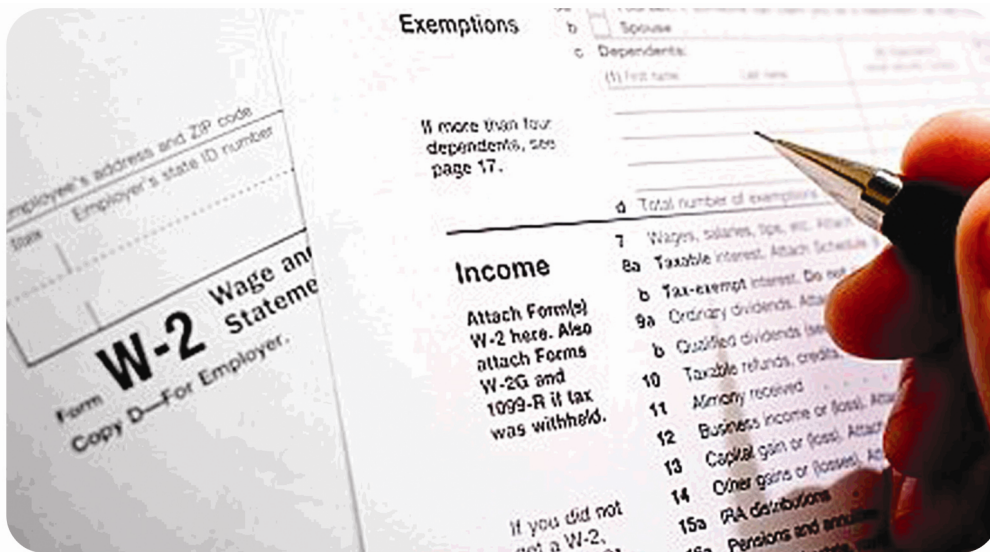 Employee's address and ZIP code
Employer's state ID number
State
Form W-2 Wage and
Stateme
Copy D—For Employer.
Exemptions
b Spouse
c Dependents:
(1) First name Last name
If more than four
dependents, see
page 17.
d Total number of exemptions
Income
Attach Form(s)
W-2 here. Also
attach Forms
W-2G and
1099-R if tax
was withheld.
If you did not
get a W-2,
7 Wages, salaries, tips, etc. Attach
8a Taxable interest. Attach Schedule B
b Tax-exempt interest. Do not
9a Ordinary dividends. Atta
b Qualified dividends (see
10 Taxable refunds, credits,
11 Alimony received
12 Business income or (loss). Attac
13 Capital gain or (loss). Attach
14 Other gains or (losses). At
15a IRA distributions
16a Pensions and annuities